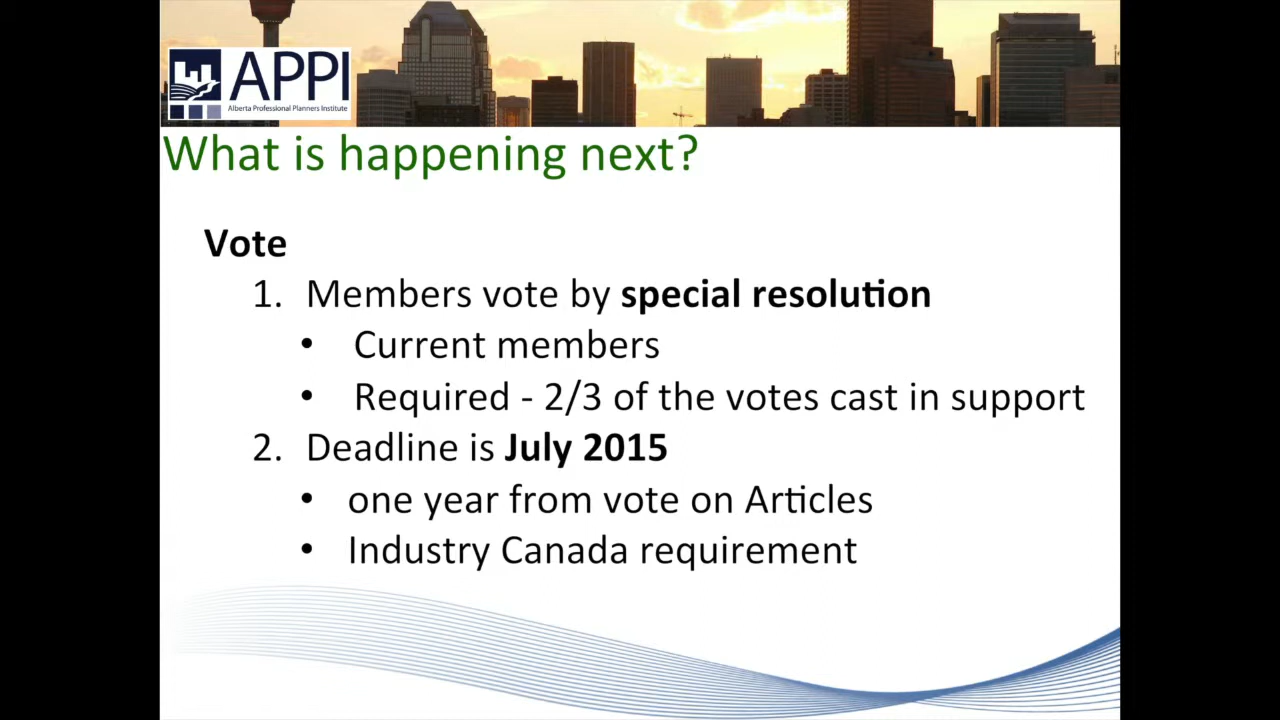 APPI
Alberta Professional Planners Institute
What is happening next?
Vote
1. Members vote by special resolution
• Current members
• Required - 2/3 of the votes cast in support
2. Deadline is July 2015
• one year from vote on Articles
• Industry Canada requirement